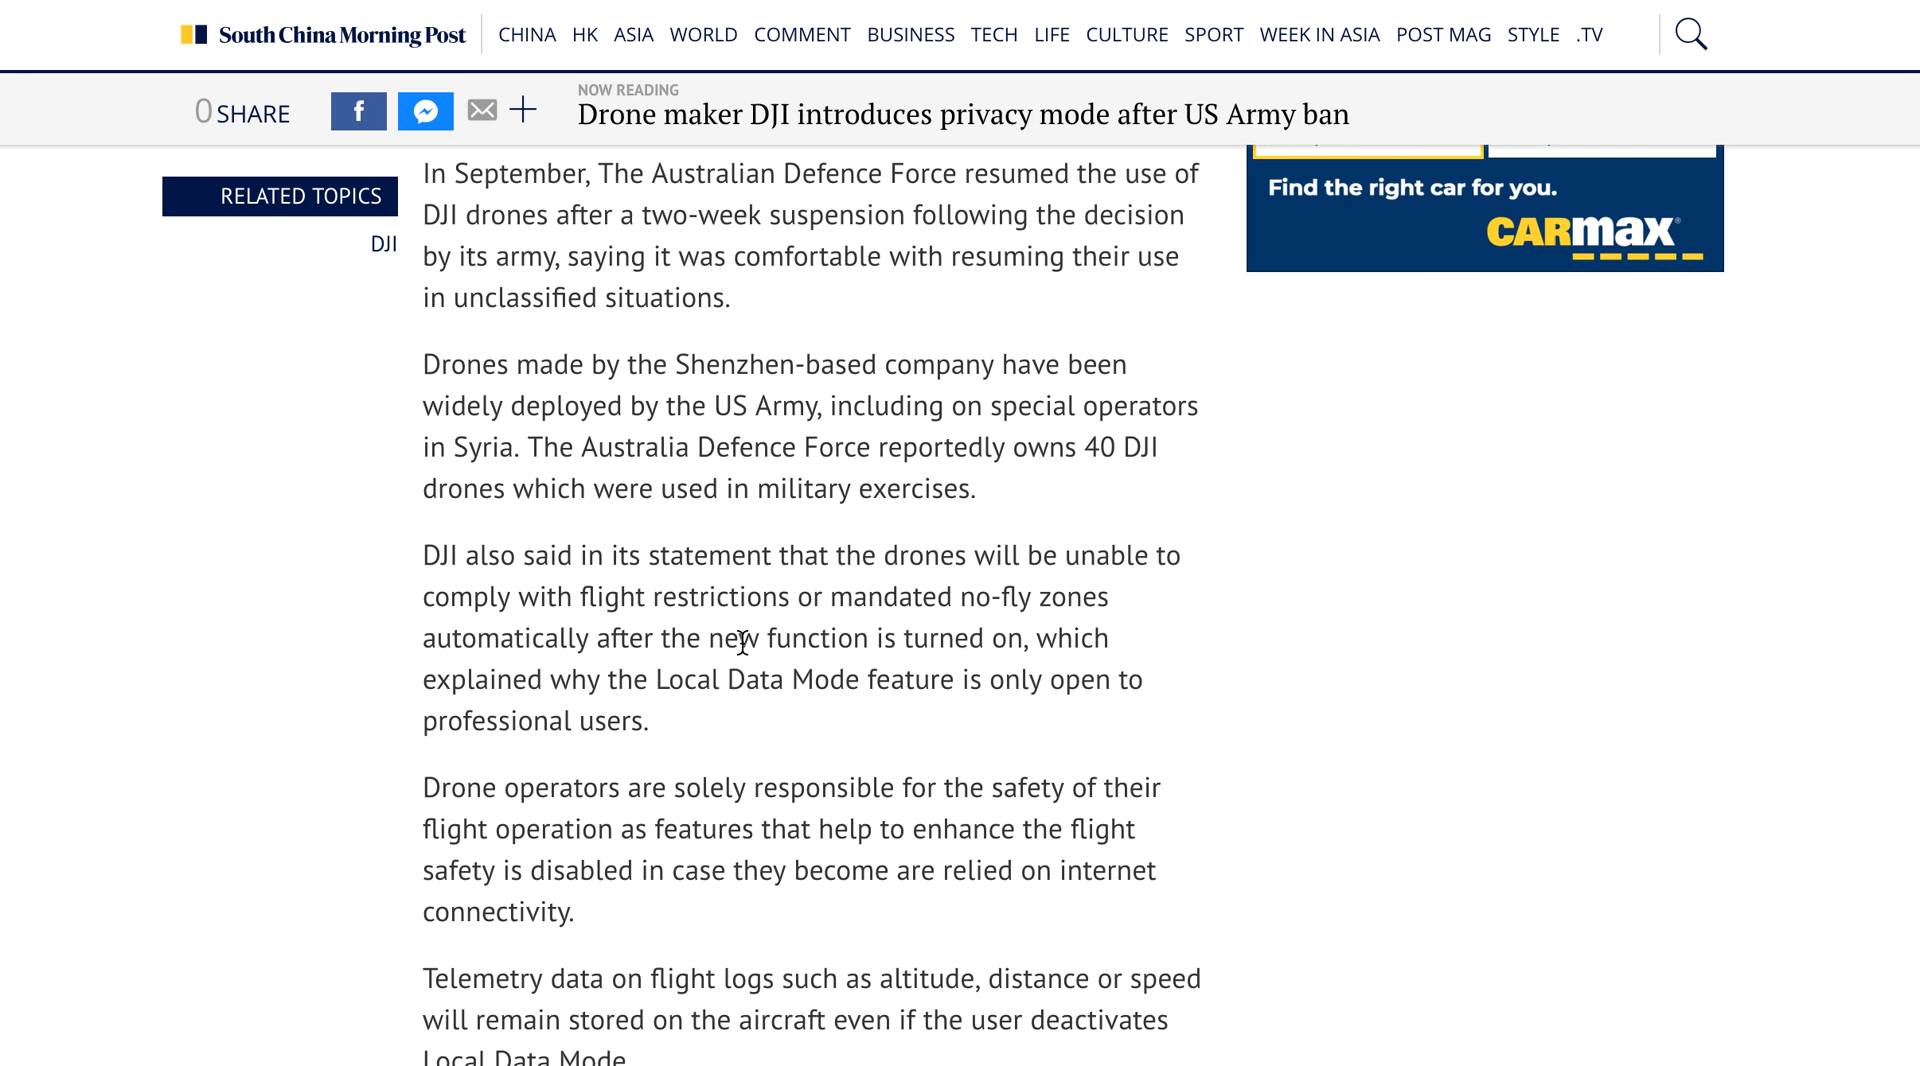 South China Morning Post
CHINA HK ASIA WORLD COMMENT BUSINESS TECH LIFE CULTURE SPORT WEEK IN ASIA POST MAG STYLE .TV
0 SHARE
NOW READING
Drone maker DJI introduces privacy mode after US Army ban
RELATED TOPICS
DJI
In September, The Australian Defence Force resumed the use of
DJI drones after a two-week suspension following the decision
by its army, saying it was comfortable with resuming their use
in unclassified situations.
Drones made by the Shenzhen-based company have been
widely deployed by the US Army, including on special operators
in Syria. The Australia Defence Force reportedly owns 40 DJI
drones which were used in military exercises.
DJI also said in its statement that the drones will be unable to
comply with flight restrictions or mandated no-fly zones
automatically after the new function is turned on, which
explained why the Local Data Mode feature is only open to
professional users.
Drone operators are solely responsible for the safety of their
flight operation as features that help to enhance the flight
safety is disabled in case they become are relied on internet
connectivity.
Telemetry data on flight logs such as altitude, distance or speed
will remain stored on the aircraft even if the user deactivates
Local Data Mode
Find the right car for you.
CARMAX